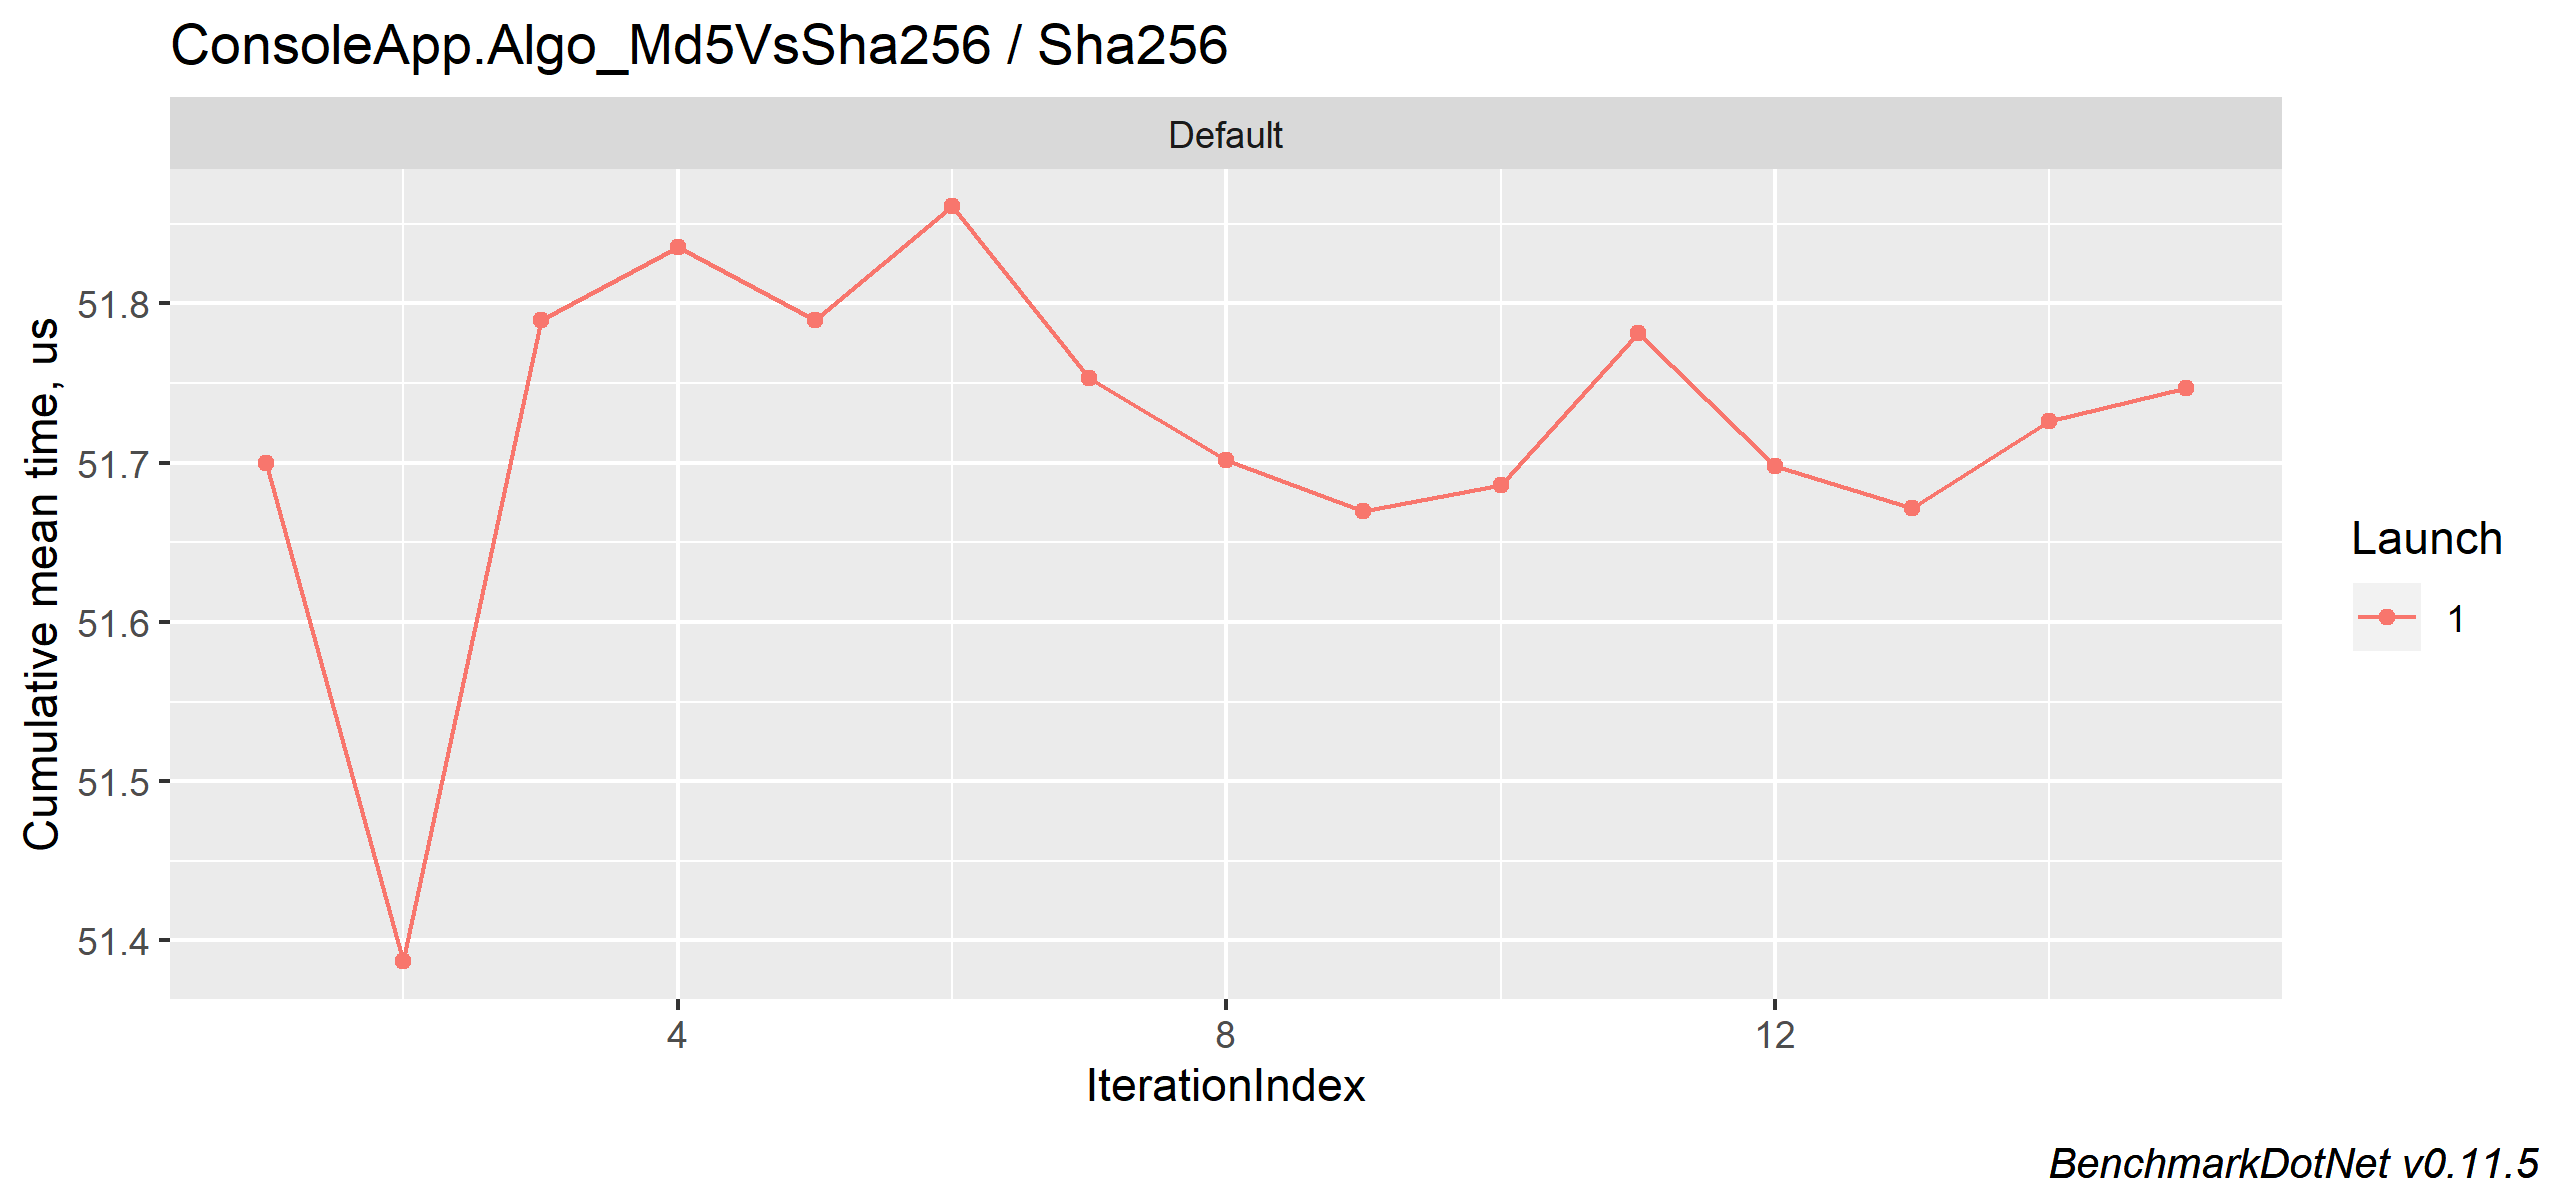 ConsoleApp.Algo_Md5VsSha256 / Sha256
Default
Cumulative mean time, us
51.8
51.7
51.6
51.5
51.4
4 8 12
IterationIndex
Launch
1
BenchmarkDotNet v0.11.5